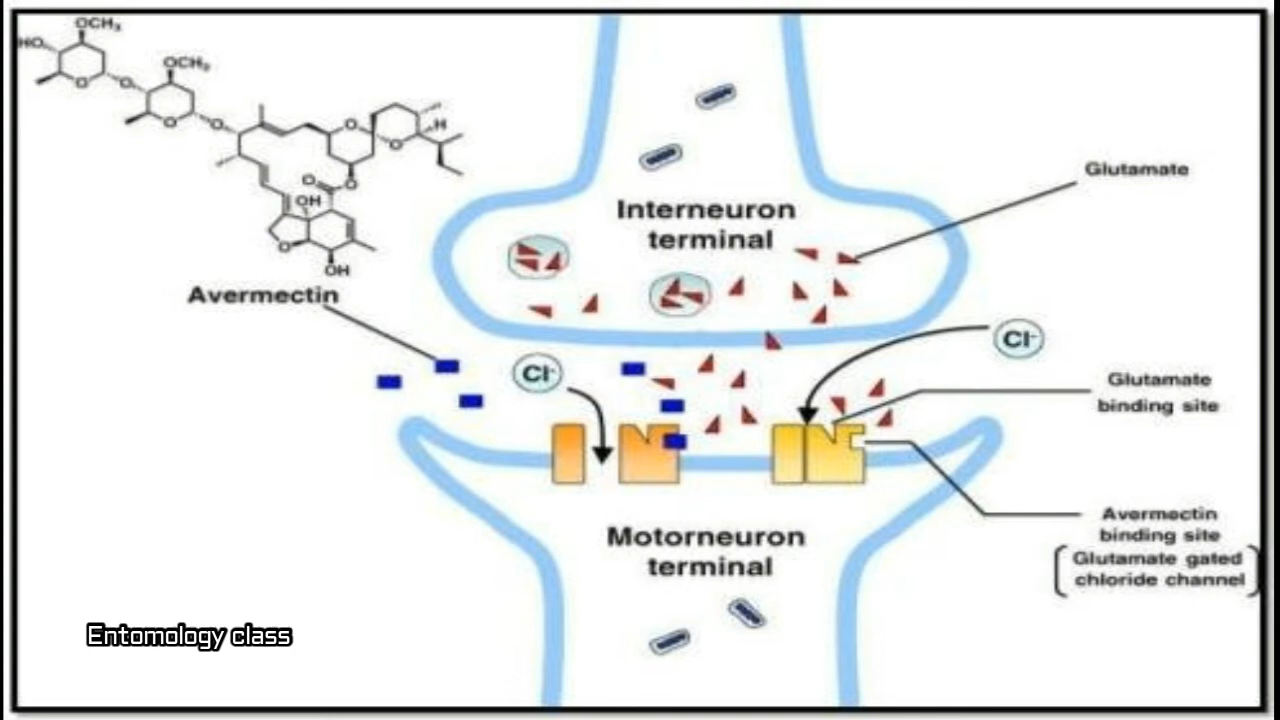 OCH₃
HO
OCH₃
O
O
O
O
O
O
H
O
O
O
OH
O
OH
Avermectin
Interneuron
terminal
Glutamate
Cl⁻
Cl⁻
Glutamate
binding site
Motorneuron
terminal
Avermectin
binding site
Glutamate gated
chloride channel
Entomology class